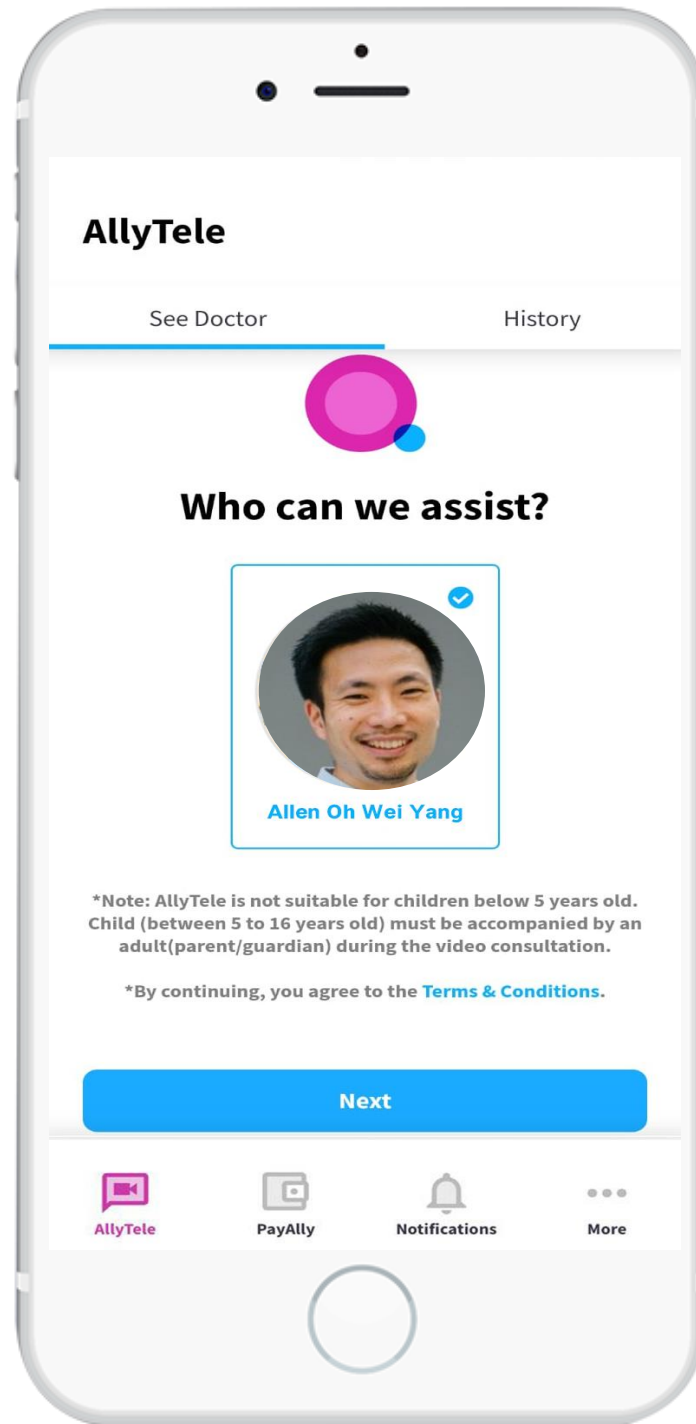 AllyTele
See Doctor
History
Who can we assist?
Allen Oh Wei Yang
*Note: AllyTele is not suitable for children below 5 years old.
Child (between 5 to 16 years old) must be accompanied by an
adult(parent/guardian) during the video consultation.
*By continuing, you agree to the Terms & Conditions.
Next
AllyTele
PayAlly
Notifications
More